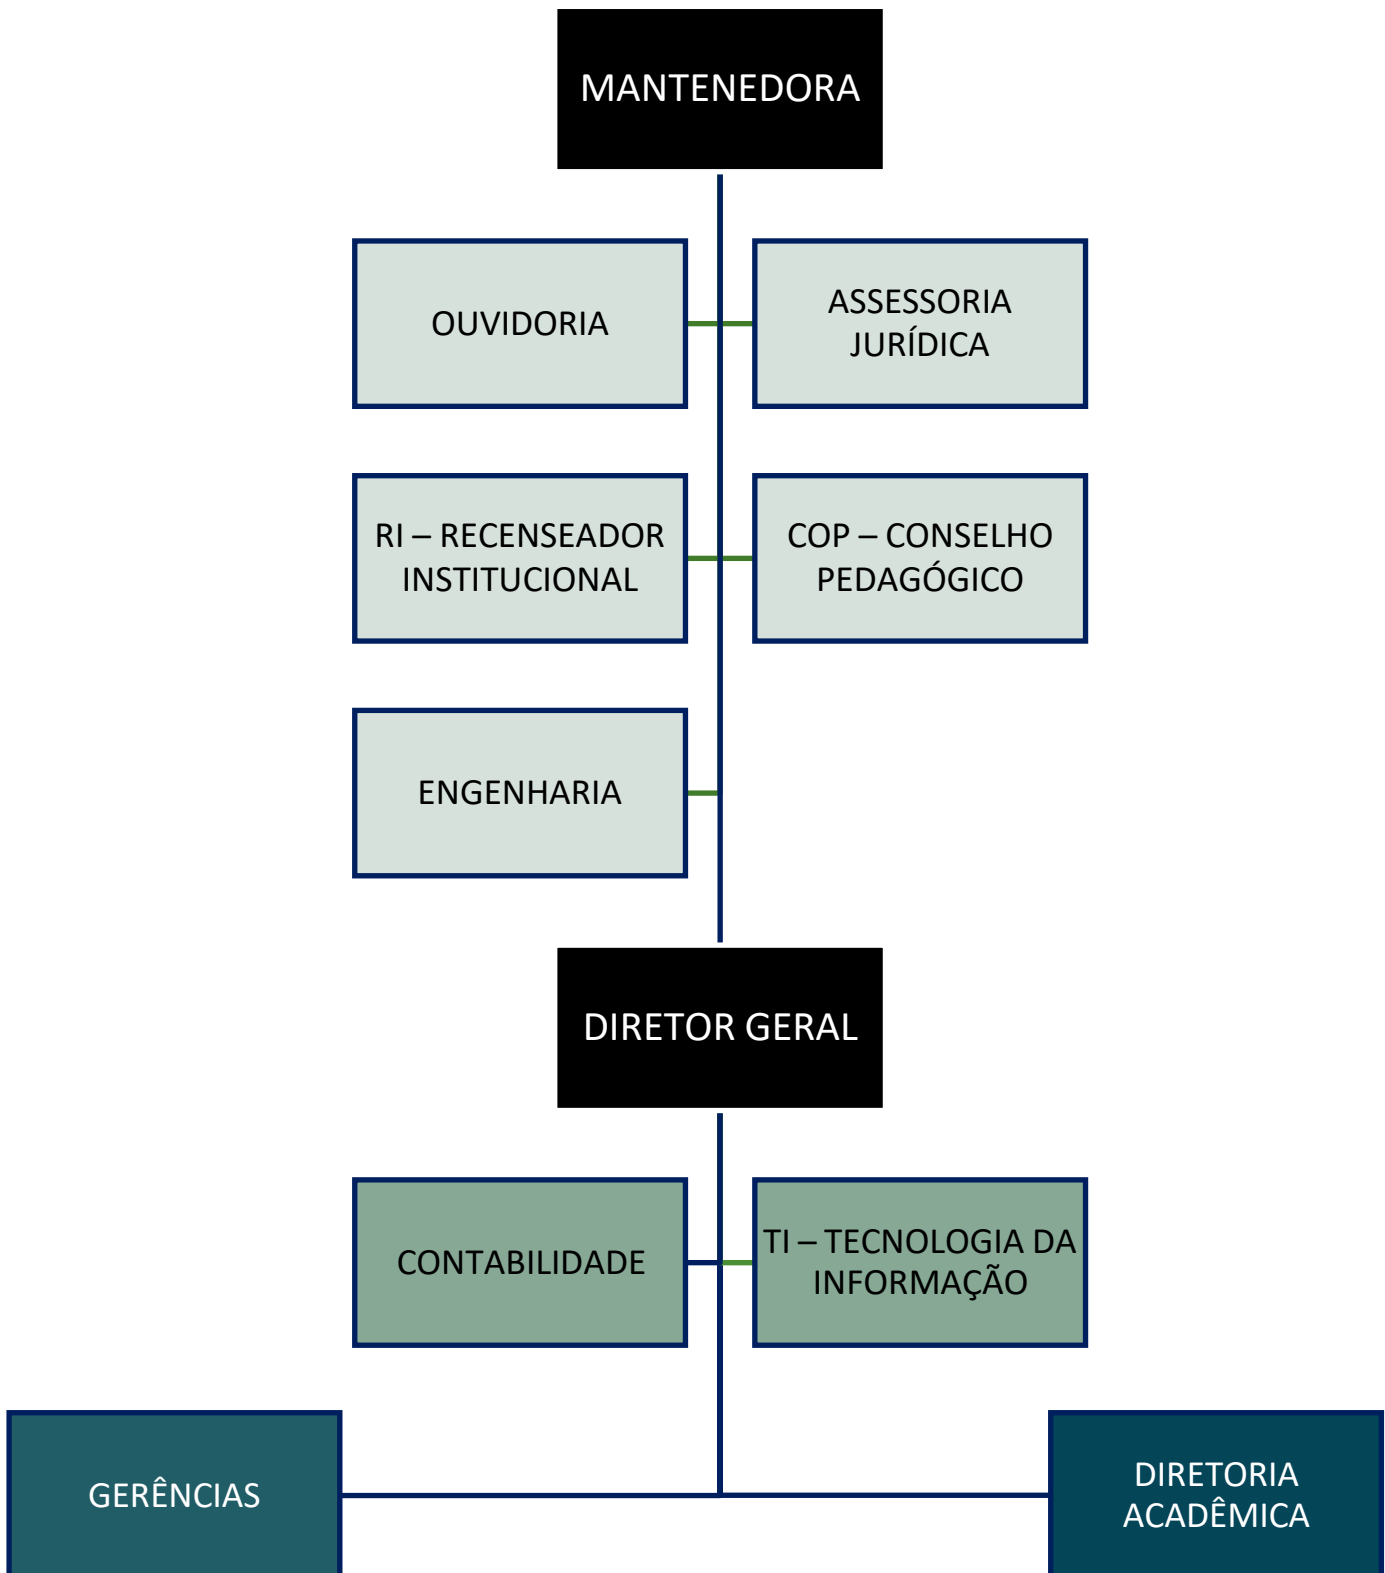 MANTENEDORA
OUVIDORIA
ASSESSORIA
JURÍDICA
RI – RECENSEADOR
INSTITUCIONAL
COP – CONSELHO
PEDAGÓGICO
ENGENHARIA
DIRETOR GERAL
CONTABILIDADE
TI – TECNOLOGIA DA
INFORMAÇÃO
GERÊNCIAS
DIRETORIA
ACADÊMICA